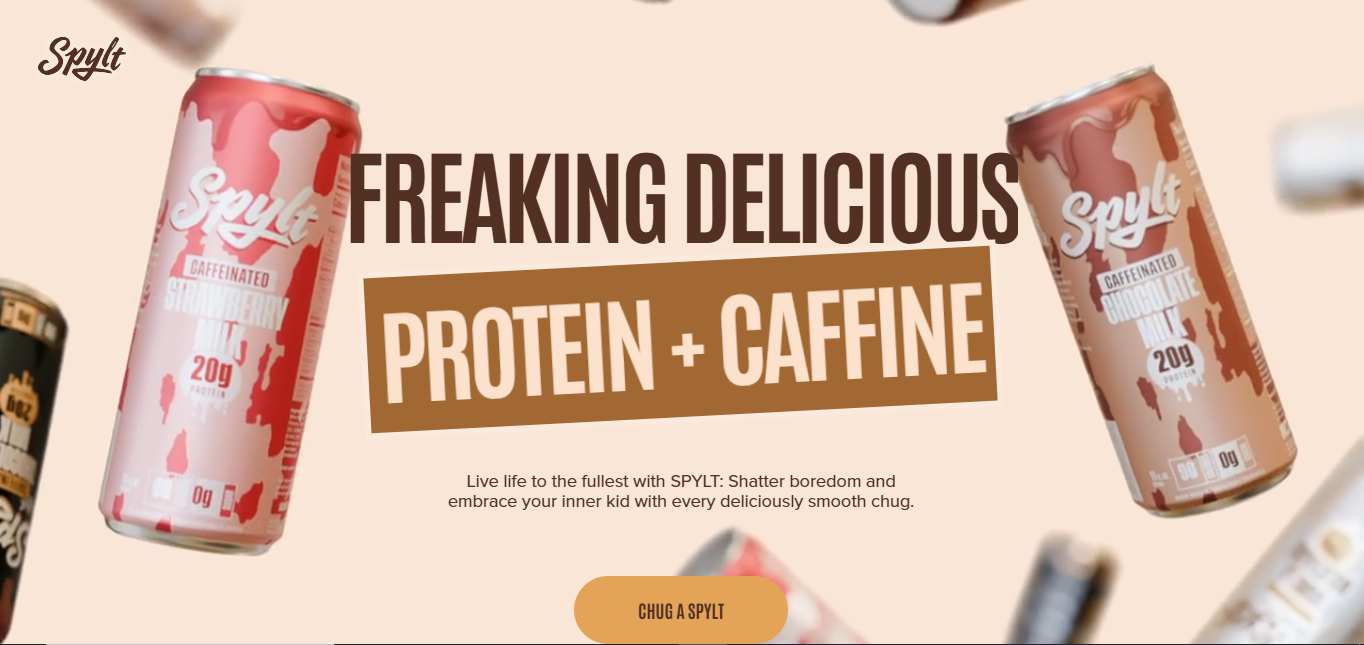 Spylt
FREAKING DELICIOUS
PROTEIN + CAFFINE
Live life to the fullest with SPYLT: Shatter boredom and
embrace your inner kid with every deliciously smooth chug.
CHUG A SPYLT
Spylt
CAFFEINATED
STRAWBERRY
MILK
20g
PROTEIN
0g
Spylt
CAFFEINATED
CHOCOLATE
MILK
20g
PROTEIN
0g